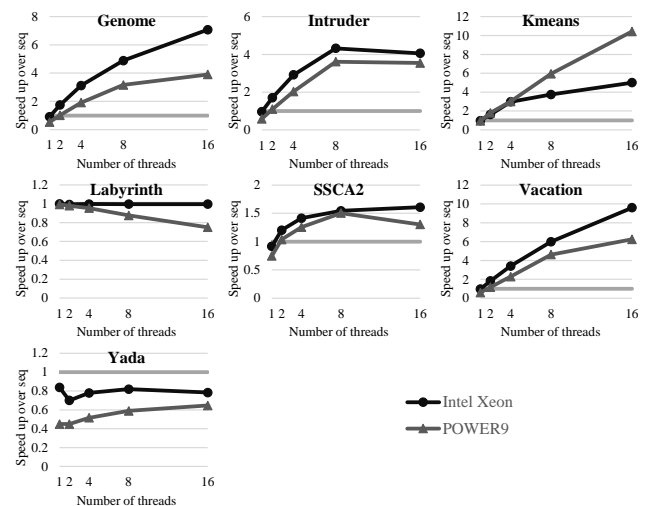 Genome
Speed up over seq
8
6
4
2
0
1 2 4 8 16
Number of threads
Intruder
Speed up over seq
6
4
2
0
1 2 4 8 16
Number of threads
Kmeans
Speed up over seq
12
10
8
6
4
2
0
1 2 4 8 16
Number of threads
Labyrinth
Speed up over seq
1.2
1
0.8
0.6
0.4
0.2
0
1 2 4 8 16
Number of threads
SSCA2
Speed up over seq
2
1.5
1
0.5
0
1 2 4 8 16
Number of threads
Vacation
Speed up over seq
12
10
8
6
4
2
0
1 2 4 8 16
Number of threads
Yada
Speed up over seq
1.2
1
0.8
0.6
0.4
0.2
0
1 2 4 8 16
Number of threads
Intel Xeon
POWER9